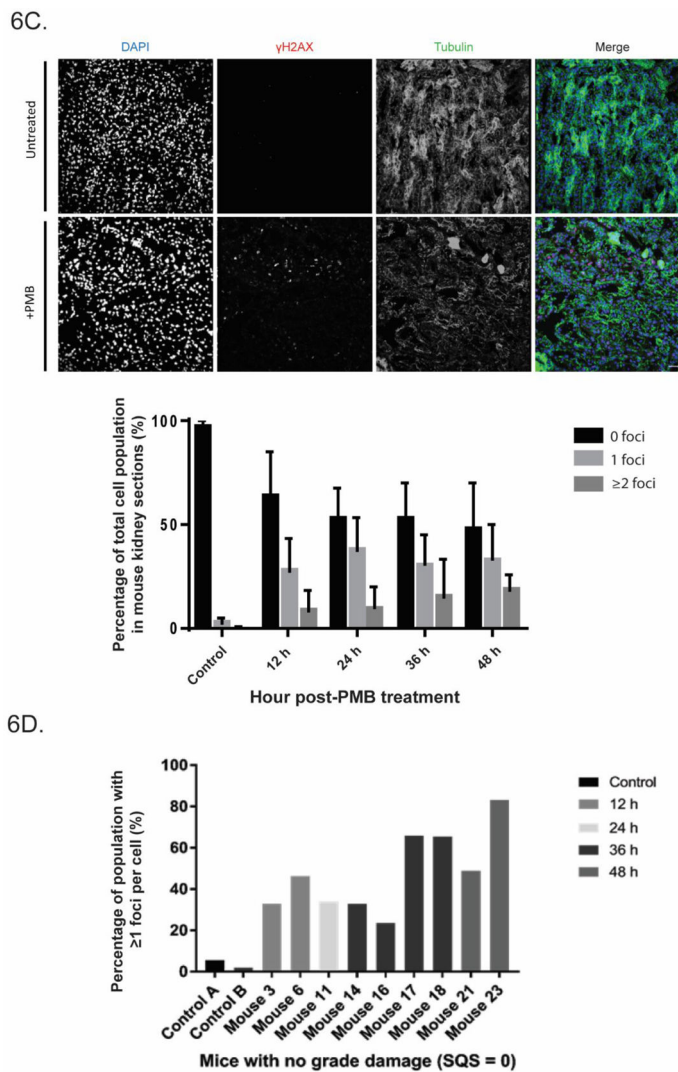 6C.
DAPI
γH2AX
Tubulin
Merge
Untreated
+PMB
Percentage of total cell population
in mouse kidney sections (%)
100
50
0
0 foci
1 foci
≥2 foci
Control
12 h
24 h
36 h
48 h
Hour post-PMB treatment
6D.
Percentage of population with
≥1 foci per cell (%)
100
80
60
40
20
0
Control
12 h
24 h
36 h
48 h
Control A
Control B
Mouse 3
Mouse 6
Mouse 11
Mouse 14
Mouse 16
Mouse 17
Mouse 18
Mouse 21
Mouse 23
Mice with no grade damage (SQS = 0)